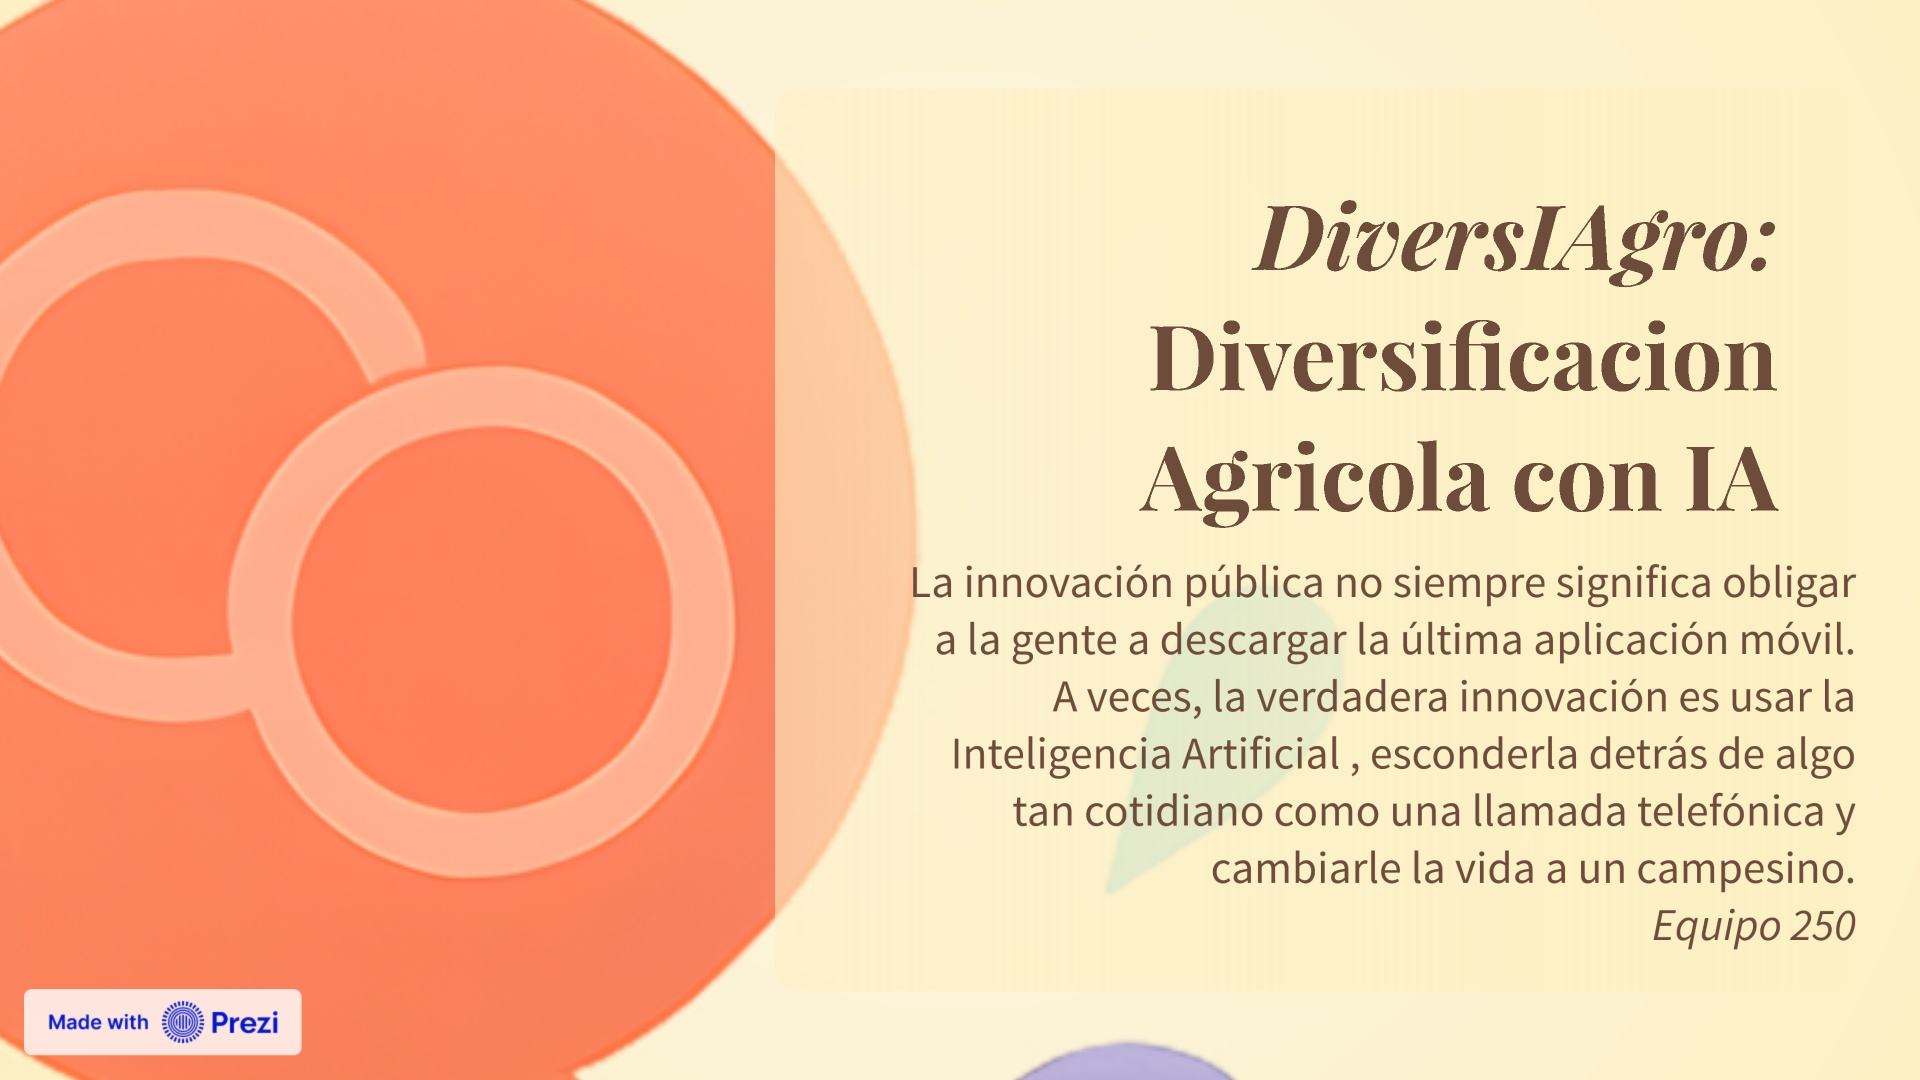 DiversIAgro:
Diversificacion
Agricola con IA
La innovación pública no siempre significa obligar
a la gente a descargar la última aplicación móvil.
A veces, la verdadera innovación es usar la
Inteligencia Artificial , esconderla detrás de algo
tan cotidiano como una llamada telefónica y
cambiarle la vida a un campesino.
Equipo 250
Made with Prezi